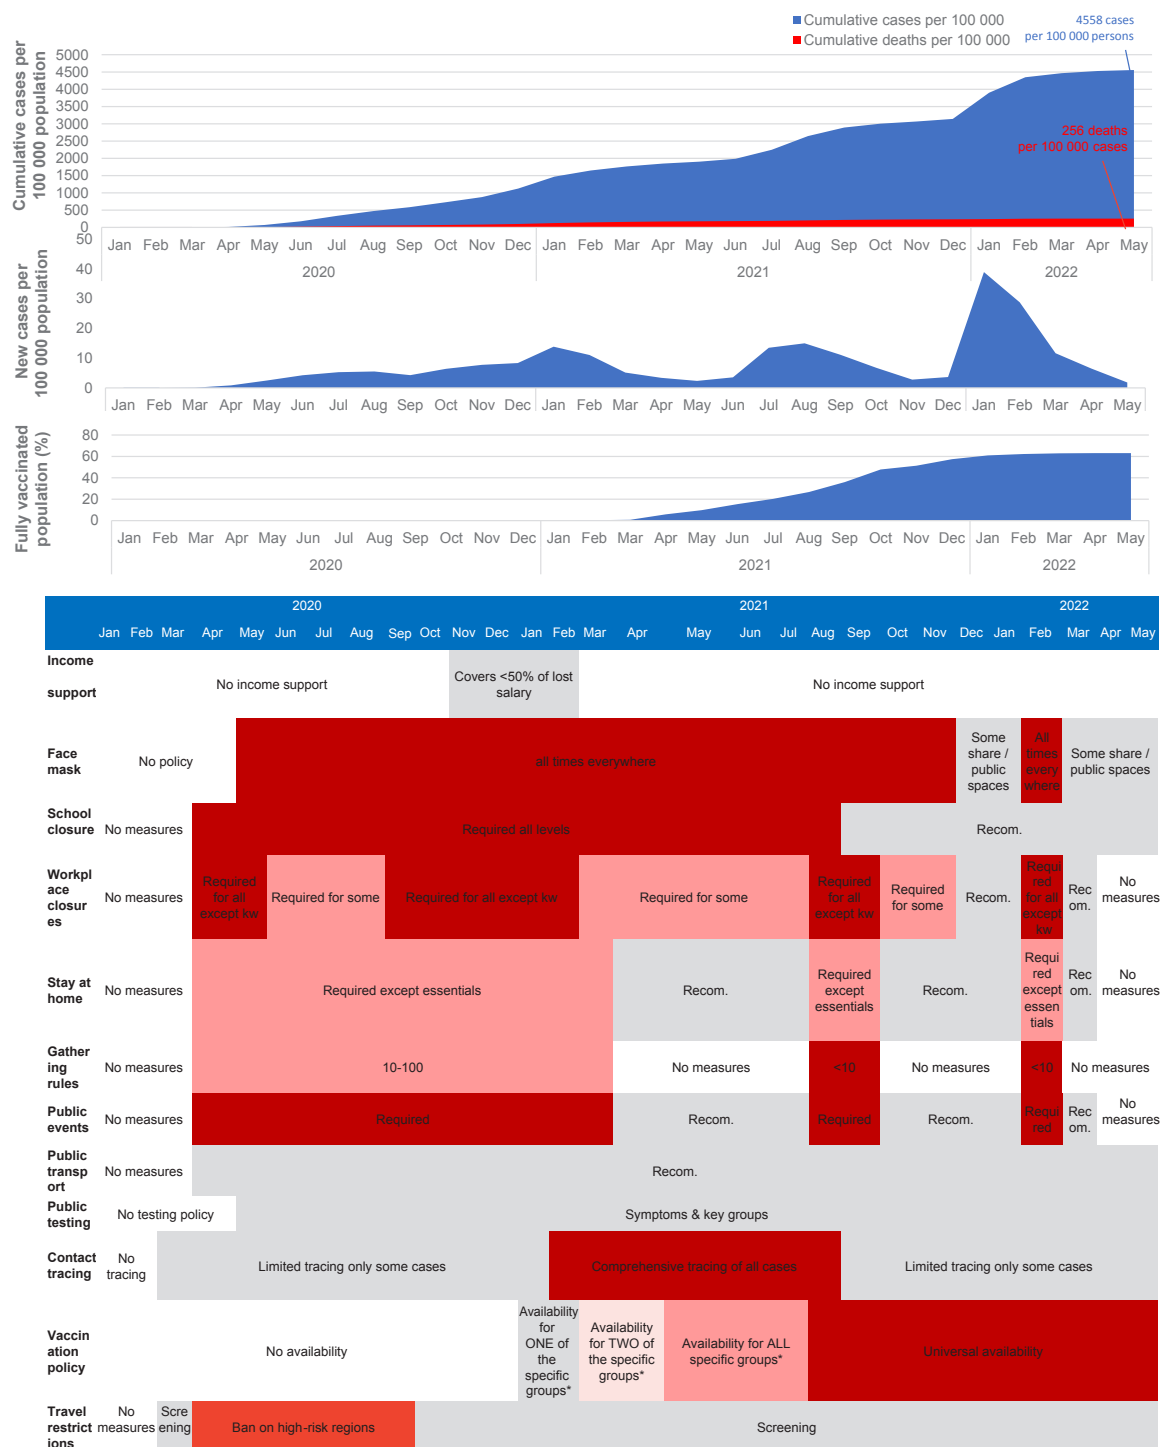 Cumulative cases per 100 000
Cumulative deaths per 100 000
4558 cases
per 100 000 persons
Cumulative cases per
100 000 population
5000
4500
4000
3500
3000
2500
2000
1500
1000
500
0
256 deaths
per 100 000 cases
Jan Feb Mar Apr May Jun Jul Aug Sep Oct Nov Dec Jan Feb Mar Apr May Jun Jul Aug Sep Oct Nov Dec Jan Feb Mar Apr May
2020 2021 2022
New cases per
100 000 population
50
40
30
20
10
0
Jan Feb Mar Apr May Jun Jul Aug Sep Oct Nov Dec Jan Feb Mar Apr May Jun Jul Aug Sep Oct Nov Dec Jan Feb Mar Apr May
Fully vaccinated
population (%)
80
60
40
20
0
Jan Feb Mar Apr May Jun Jul Aug Sep Oct Nov Dec Jan Feb Mar Apr May Jun Jul Aug Sep Oct Nov Dec Jan Feb Mar Apr May
2020 2021 2022
2020 2021 2022
Jan Feb Mar Apr May Jun Jul Aug Sep Oct Nov Dec Jan Feb Mar Apr May Jun Jul Aug Sep Oct Nov Dec Jan Feb Mar Apr May
Income
support
No income support
Covers <50% of lost
salary
No income support
Face
mask
No policy
all times everywhere
Some
share /
public
spaces
All
times
every
where
Some share /
public spaces
School
closure
No measures
Required all levels
Recom.
Workpl
ace
closur
es
No measures
Required
for all
except kw
Required for some
Required for all except kw
Required for some
Required
for all
except kw
Required
for some
Recom.
Requi
red
for all
except
kw
Rec
om.
No
measures
Stay at
home
No measures
Required except essentials
Recom.
Required
except
essentials
Recom.
Requi
red
except
essen
tials
Rec
om.
No
measures
Gather
ing
rules
No measures
10-100
No measures
<10
No measures
<10
No measures
Public
events
No measures
Required
Recom.
Required
Recom.
Requi
red
Rec
om.
No
measures
Public
transp
ort
No measures
Recom.
Public
testing
No testing policy
Symptoms & key groups
Contact
tracing
No
tracing
Limited tracing only some cases
Comprehensive tracing of all cases
Limited tracing only some cases
Vaccin
ation
policy
No availability
Availability
for
ONE of
the
specific
groups*
Availability
for TWO of
the specific
groups*
Availability for ALL
specific groups*
Universal availability
Travel
restrict
ions
No
measures
Scre
ening
Ban on high-risk regions
Screening